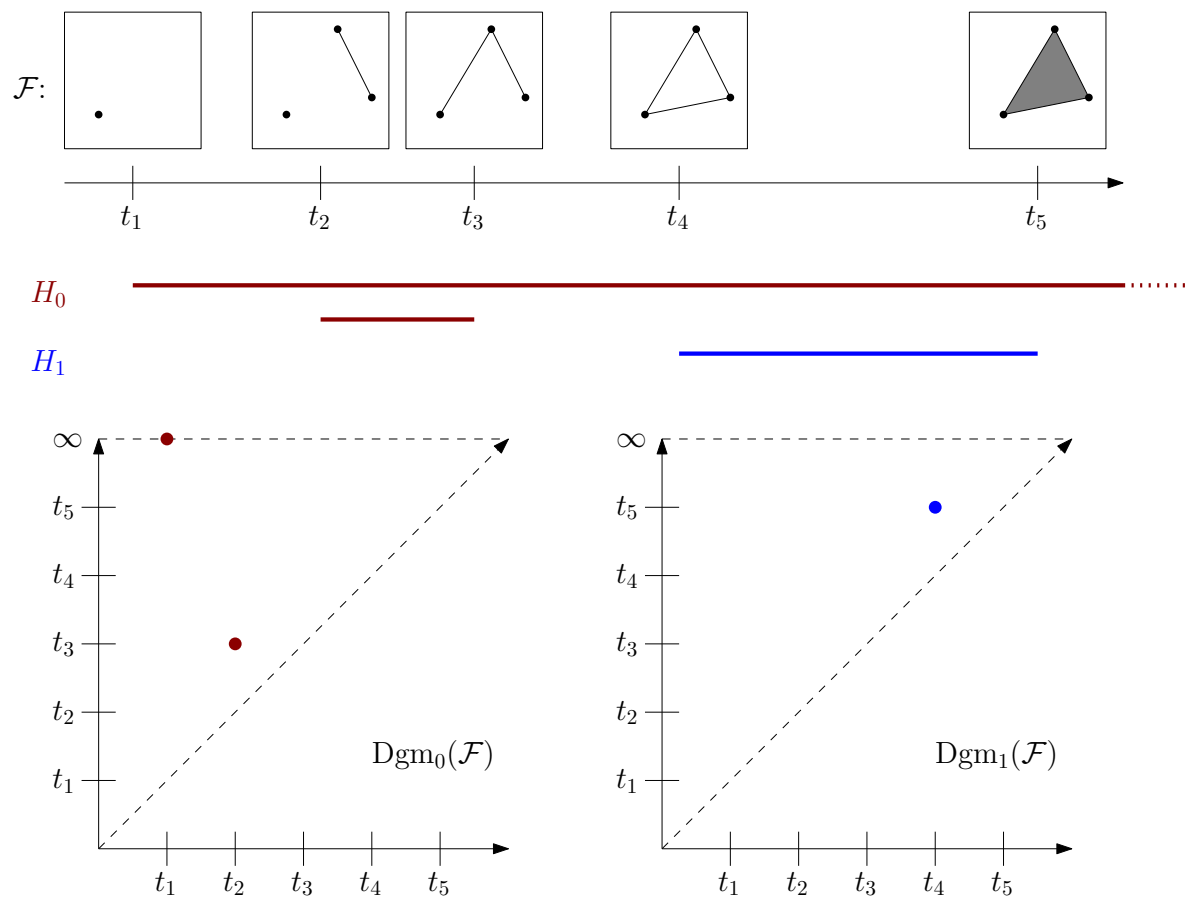 𝓕:
t₁ t₂ t₃ t₄ t₅
H₀
H₁
∞ ∞
t₅ t₅
t₄ t₄
t₃ t₃
t₂ t₂
Dgm₀(𝓕) Dgm₁(𝓕)
t₁ t₁
t₁ t₂ t₃ t₄ t₅ t₁ t₂ t₃ t₄ t₅